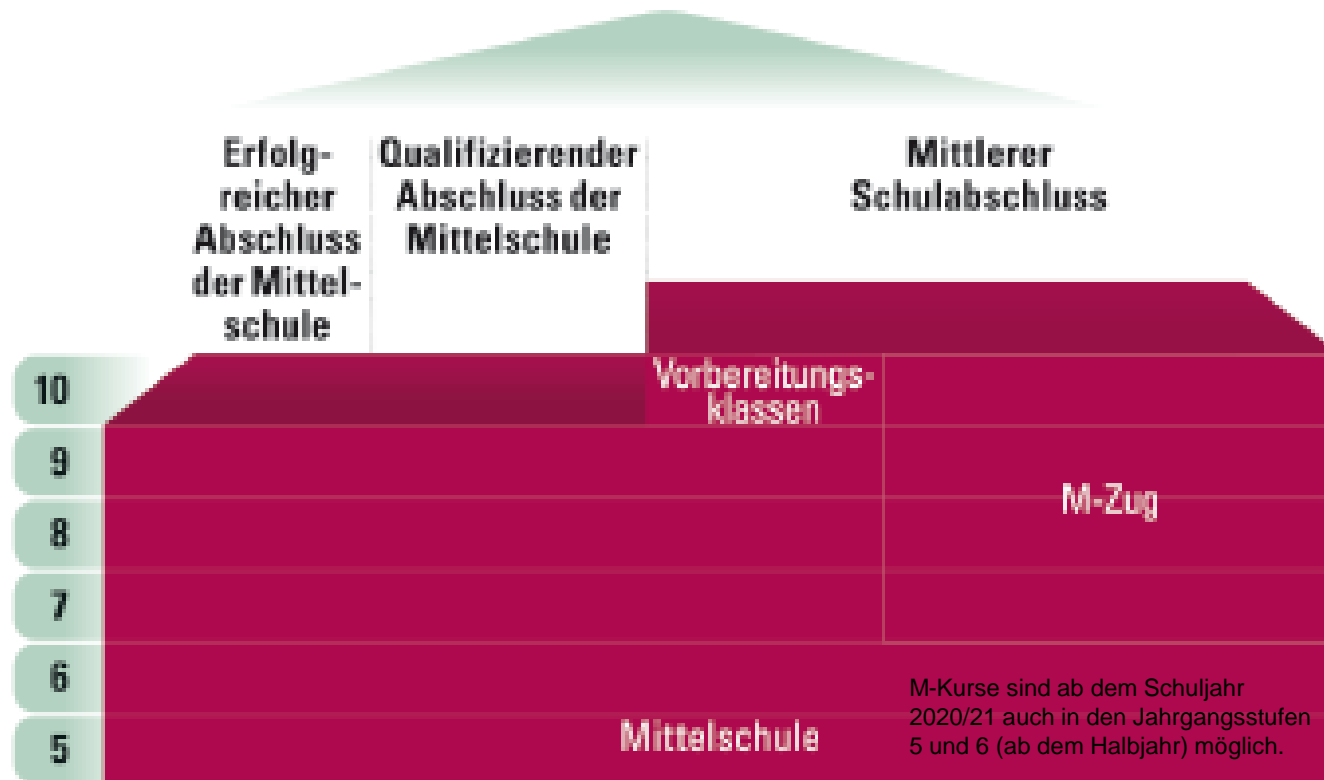 Erfolg-
reicher
Abschluss
der Mittel-
schule
Qualifizierender
Abschluss der
Mittelschule
Mittlerer
Schulabschluss
10
Vorbereitungs-
klassen
9
M-Zug
8
7
6
5
Mittelschule
M-Kurse sind ab dem Schuljahr
2020/21 auch in den Jahrgangsstufen
5 und 6 (ab dem Halbjahr) möglich.